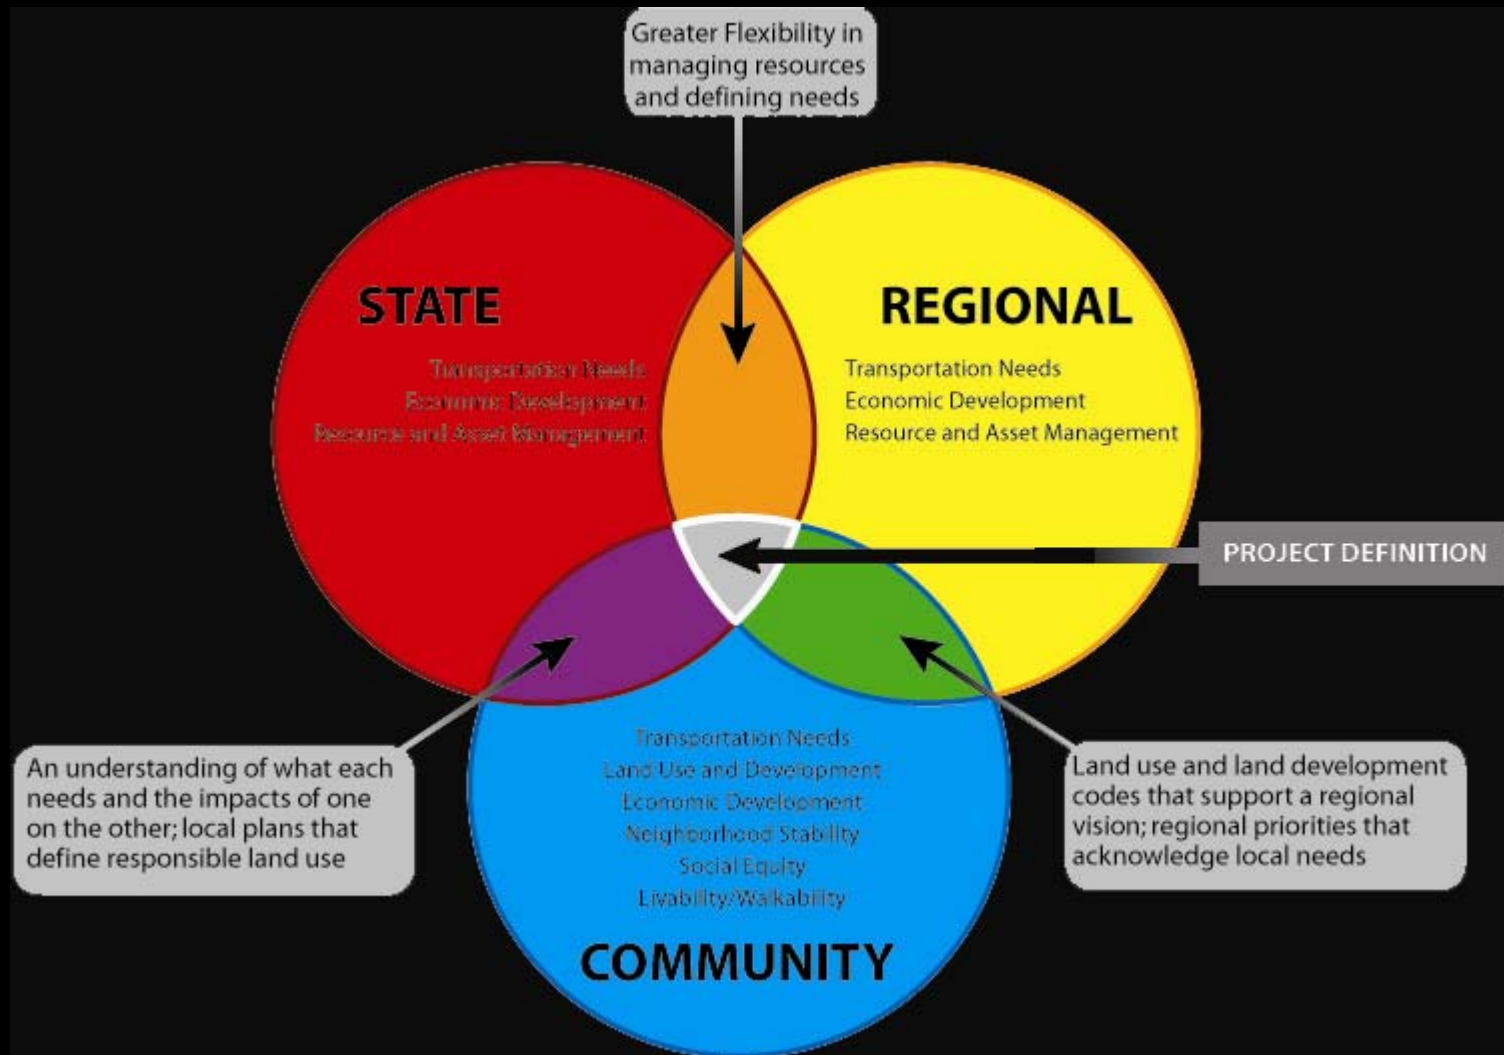 Greater Flexibility in
managing resources
and defining needs
STATE
Transportation Needs
Economic Development
Resource and Asset Management
REGIONAL
Transportation Needs
Economic Development
Resource and Asset Management
PROJECT DEFINITION
An understanding of what each
needs and the impacts of one
on the other; local plans that
define responsible land use
Land use and land development
codes that support a regional
vision; regional priorities that
acknowledge local needs
Transportation Needs
Land Use and Development
Economic Development
Neighborhood Stability
Social Equity
Livability/Walkability
COMMUNITY